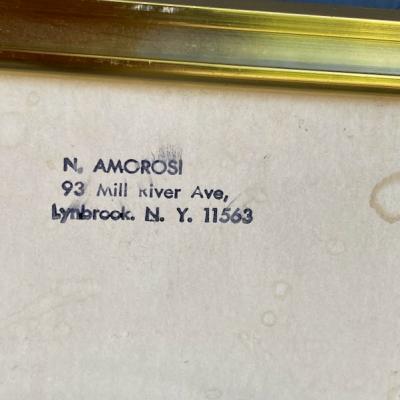 N. AMOROSI
93 Mill River Ave,
Lynbrook. N. Y. 11563